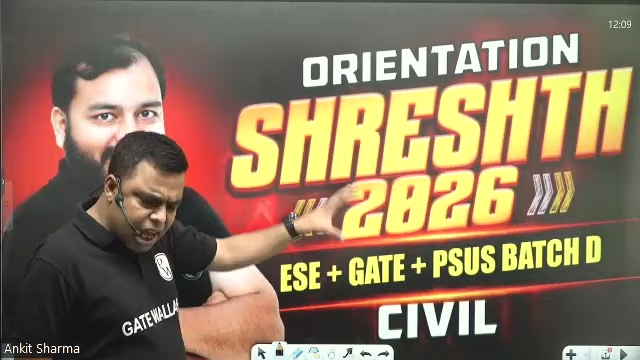 12:09
ORIENTATION
SHRESHTH
2026
ESE + GATE + PSUS BATCH D
CIVIL
GATE WALLAH
Ankit Sharma